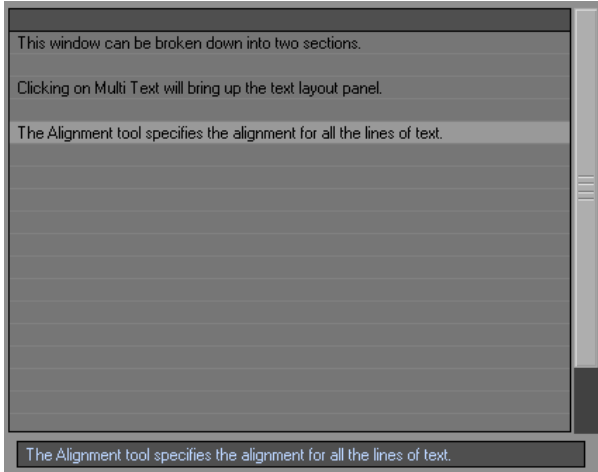 This window can be broken down into two sections.
Clicking on Multi Text will bring up the text layout panel.
The Alignment tool specifies the alignment for all the lines of text.
The Alignment tool specifies the alignment for all the lines of text.